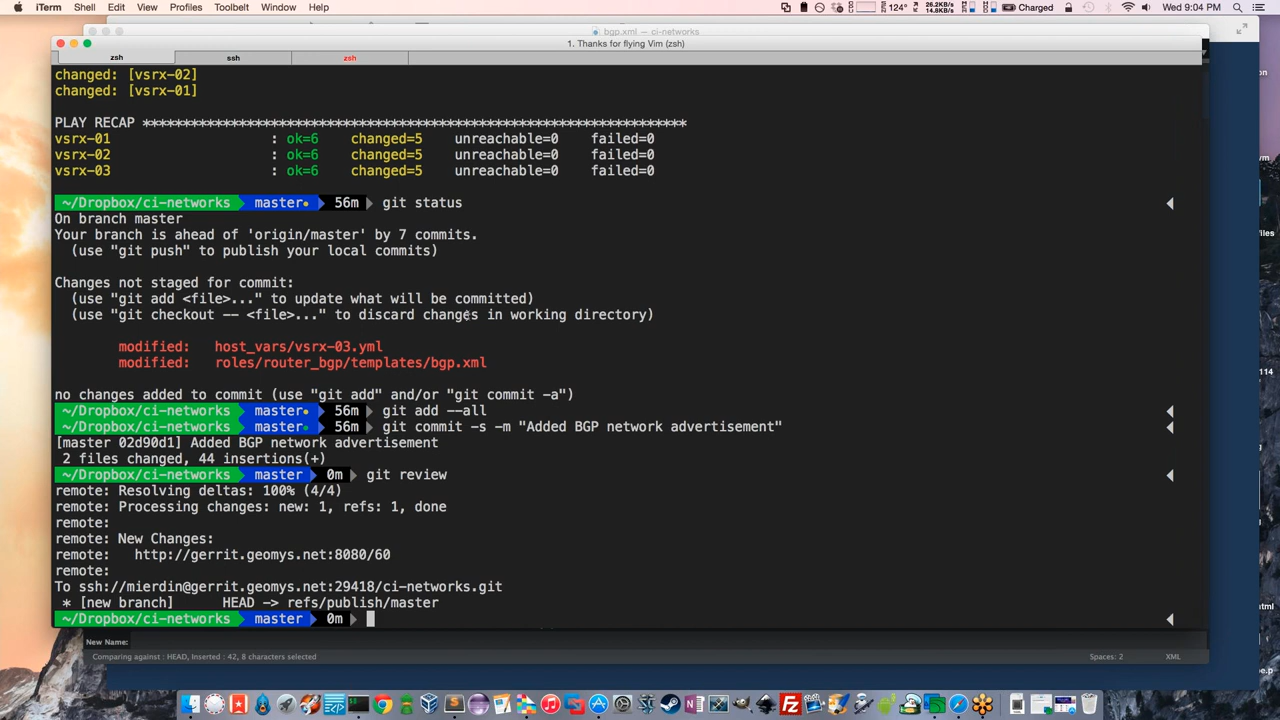 iTerm Shell Edit View Profiles Toolbelt Window Help 124° 26.2KB/s 14.8KB/s Charged Wed 9:04 PM
bgp.xml — ci-networks
1. Thanks for flying Vim (zsh)
zsh ssh zsh
changed: [vsrx-02]
changed: [vsrx-01]
PLAY RECAP ********************************************************************
vsrx-01 : ok=6 changed=5 unreachable=0 failed=0
vsrx-02 : ok=6 changed=5 unreachable=0 failed=0
vsrx-03 : ok=6 changed=5 unreachable=0 failed=0
~/Dropbox/ci-networks master● 56m git status
On branch master
Your branch is ahead of 'origin/master' by 7 commits.
(use "git push" to publish your local commits)
Changes not staged for commit:
(use "git add <file>..." to update what will be committed)
(use "git checkout -- <file>..." to discard changes in working directory)
modified: host_vars/vsrx-03.yml
modified: roles/router_bgp/templates/bgp.xml
no changes added to commit (use "git add" and/or "git commit -a")
~/Dropbox/ci-networks master● 56m git add --all
~/Dropbox/ci-networks master● 56m git commit -s -m "Added BGP network advertisement"
[master 02d90d1] Added BGP network advertisement
2 files changed, 44 insertions(+)
~/Dropbox/ci-networks master 0m git review
remote: Resolving deltas: 100% (4/4)
remote: Processing changes: new: 1, refs: 1, done
remote:
remote: New Changes:
remote: http://gerrit.geomys.net:8080/60
remote:
To ssh://mierdin@gerrit.geomys.net:29418/ci-networks.git
* [new branch] HEAD -> refs/publish/master
~/Dropbox/ci-networks master 0m
New Name:
Comparing against : HEAD, Inserted : 42, 8 characters selected Spaces: 2 XML